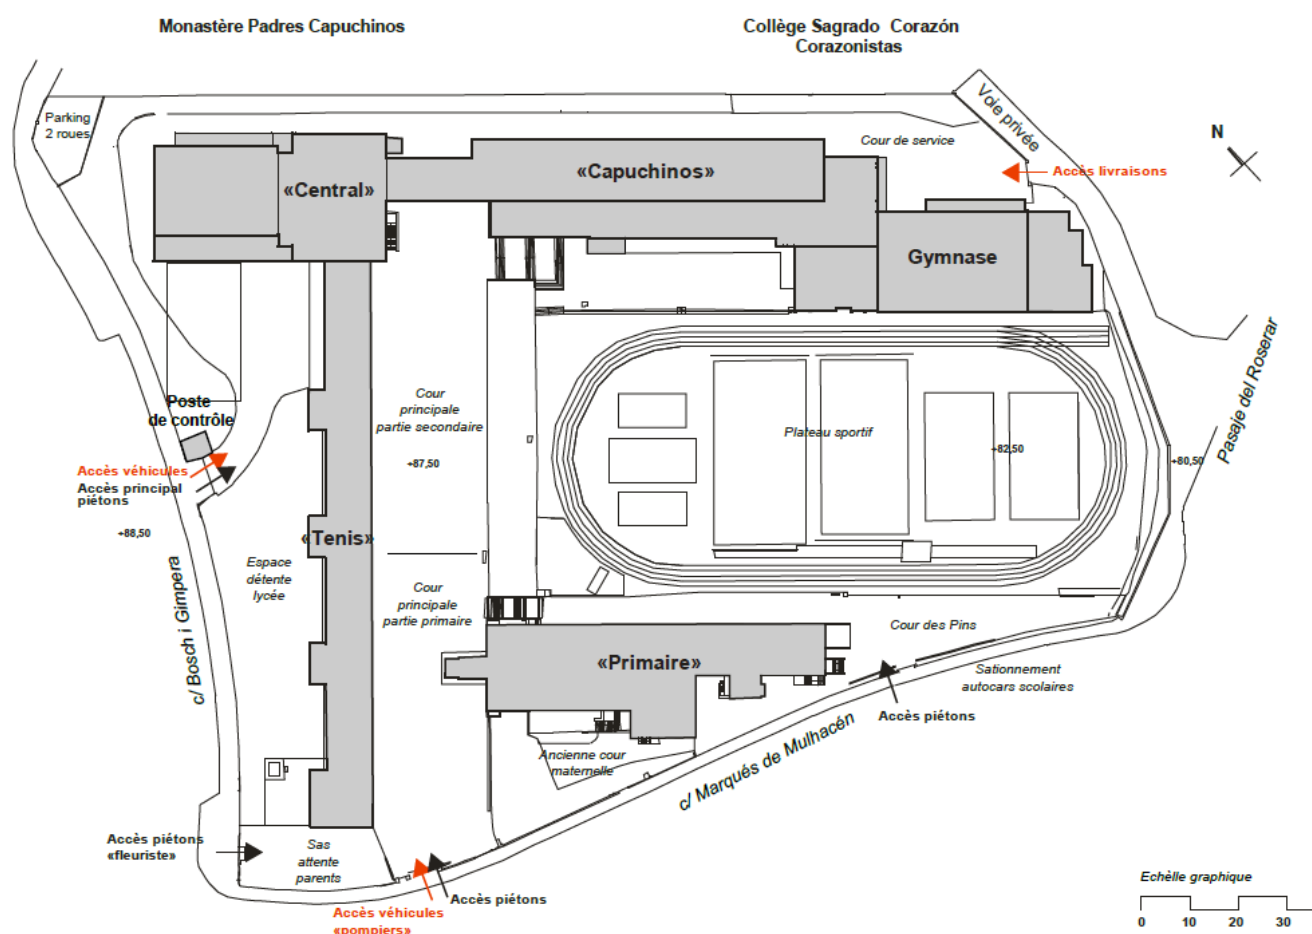 Monastère Padres Capuchinos
Collège Sagrado Corazón
Corazonistas
Parking
2 roues
Voie privée
Cour de service
N
Accès livraisons
«Central»
«Capuchinos»
Gymnase
Pasaje del Roserar
Poste
de contrôle
Cour
principale
partie secondaire
+87,50
Plateau sportif
+82,50
+80,50
Accès véhicules
Accès principal
piétons
+88,50
c/ Bosch i Gimpera
«Tenis»
Espace
détente
lycée
Cour
principale
partie primaire
«Primaire»
Cour des Pins
Sationnement
autocars scolaires
Accès piétons
c/ Marqués de Mulhacén
Ancienne cour
maternelle
Accès piétons
«fleuriste»
Sas
attente
parents
Accès piétons
Accès véhicules
«pompiers»
Echèlle graphique
0 10 20 30